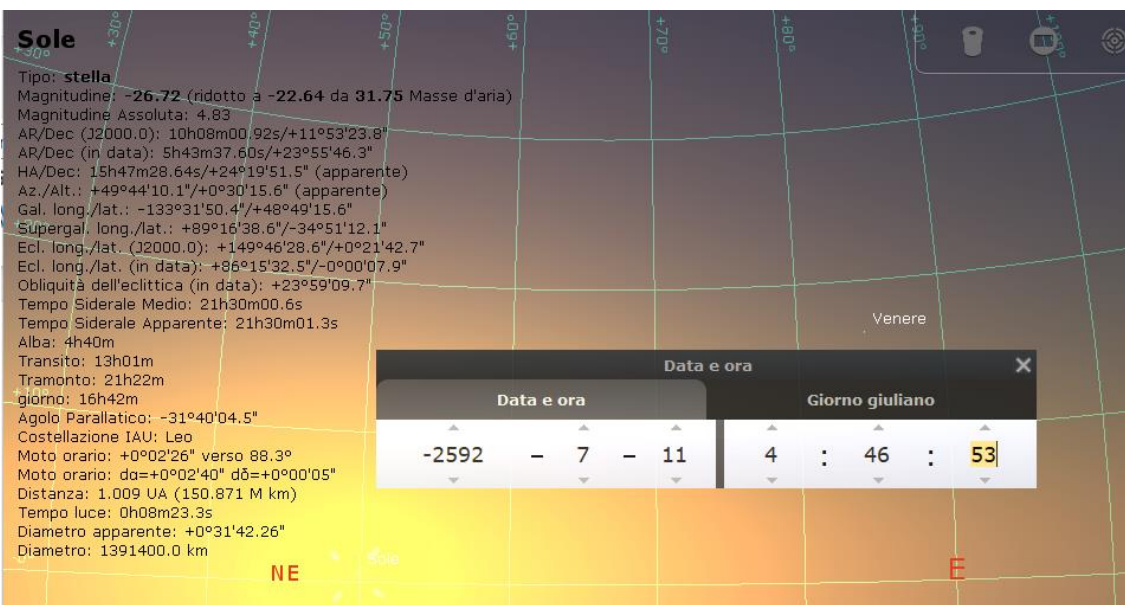 +30°
+40°
+50°
+60°
+70°
+80°
+90°
Sole
Tipo: stella
Magnitudine: -26.72 (ridotto a -22.64 da 31.75 Masse d'aria)
Magnitudine Assoluta: 4.83
AR/Dec (J2000.0): 10h08m00.92s/+11°53'23.8"
AR/Dec (in data): 5h43m37.60s/+23°55'46.3"
HA/Dec: 15h47m28.64s/+24°19'51.5" (apparente)
Az./Alt.: +49°44'10.1"/+0°30'15.6" (apparente)
Gal. long./lat.: -133°31'50.4"/+48°49'15.6"
Supergal. long./lat.: +89°16'38.6"/-34°51'12.1"
Ecl. long./lat. (J2000.0): +149°46'28.6"/+0°21'42.7"
Ecl. long./lat. (in data): +86°15'32.5"/-0°00'07.9"
Obliquità dell'eclittica (in data): +23°59'09.7"
Tempo Siderale Medio: 21h30m00.6s
Tempo Siderale Apparente: 21h30m01.3s
Alba: 4h40m
Transito: 13h01m
Tramonto: 21h22m
giorno: 16h42m
Agolo Parallatico: -31°40'04.5"
Costellazione IAU: Leo
Moto orario: +0°02'26" verso 88.3°
Moto orario: dα=+0°02'40" dδ=+0°00'05"
Distanza: 1.009 UA (150.871 M km)
Tempo luce: 0h08m23.3s
Diametro apparente: +0°31'42.26"
Diametro: 1391400.0 km
Venere
Data e ora ×
Data e ora Giorno giuliano
-2592 – 7 – 11 4 : 46 : 53
Sole
NE
E